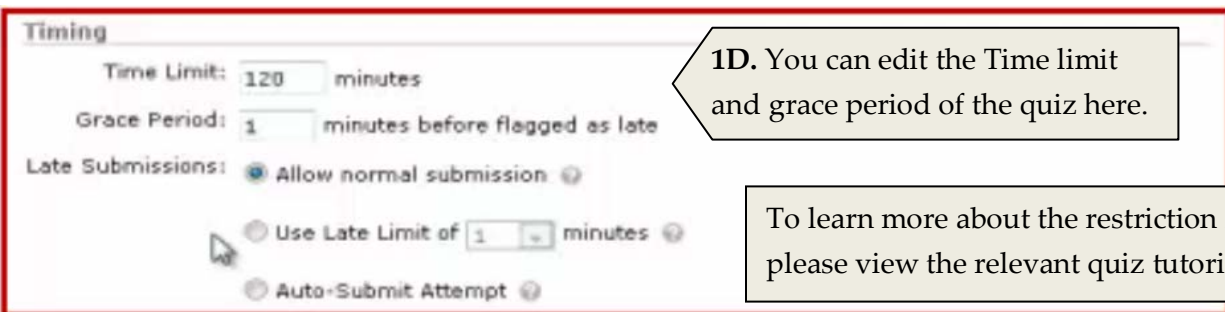 Timing
Time Limit: 120 minutes
Grace Period: 1 minutes before flagged as late
Late Submissions: Allow normal submission
Use Late Limit of 1 minutes
Auto-Submit Attempt
1D. You can edit the Time limit
and grace period of the quiz here.
To learn more about the restriction
please view the relevant quiz tutori